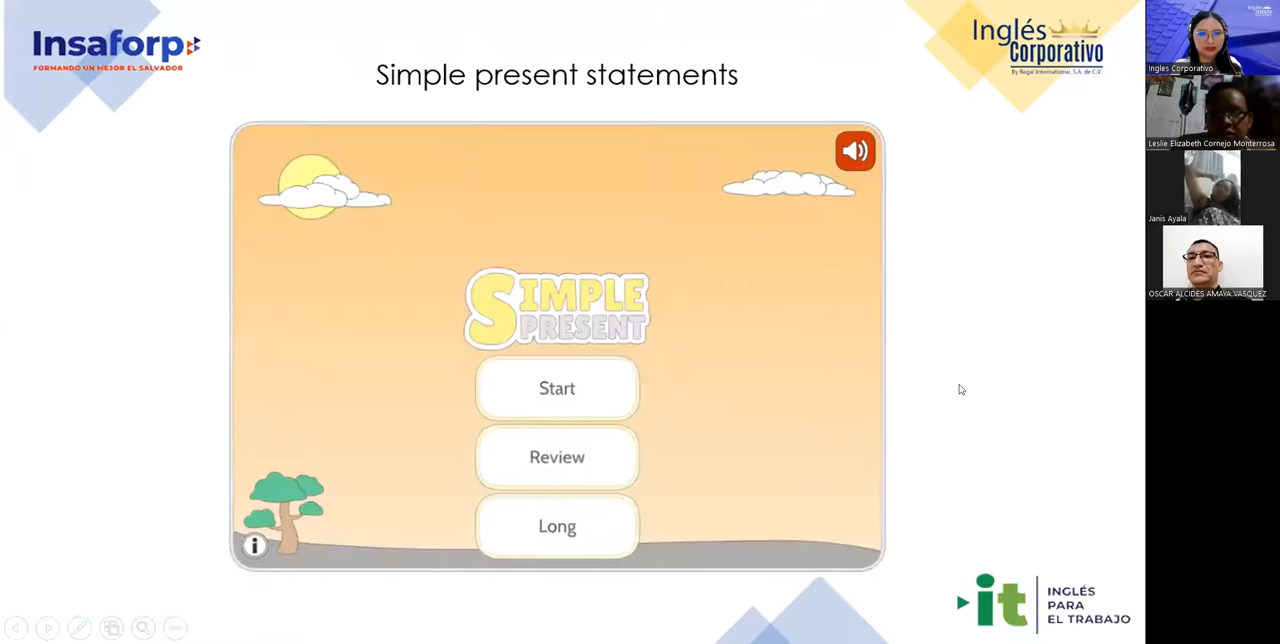 Insaforp
FORMANDO UN MEJOR EL SALVADOR
Simple present statements
Inglés
Corporativo
By Regal International, S.A. de C.V.
SIMPLE
PRESENT
Start
Review
Long
i
it
INGLÉS
PARA
EL TRABAJO
Ingles Corporativo
Leslie Elizabeth Cornejo Monterrosa
Janis Ayala
OSCAR ALCIDES AMAYA VASQUEZ